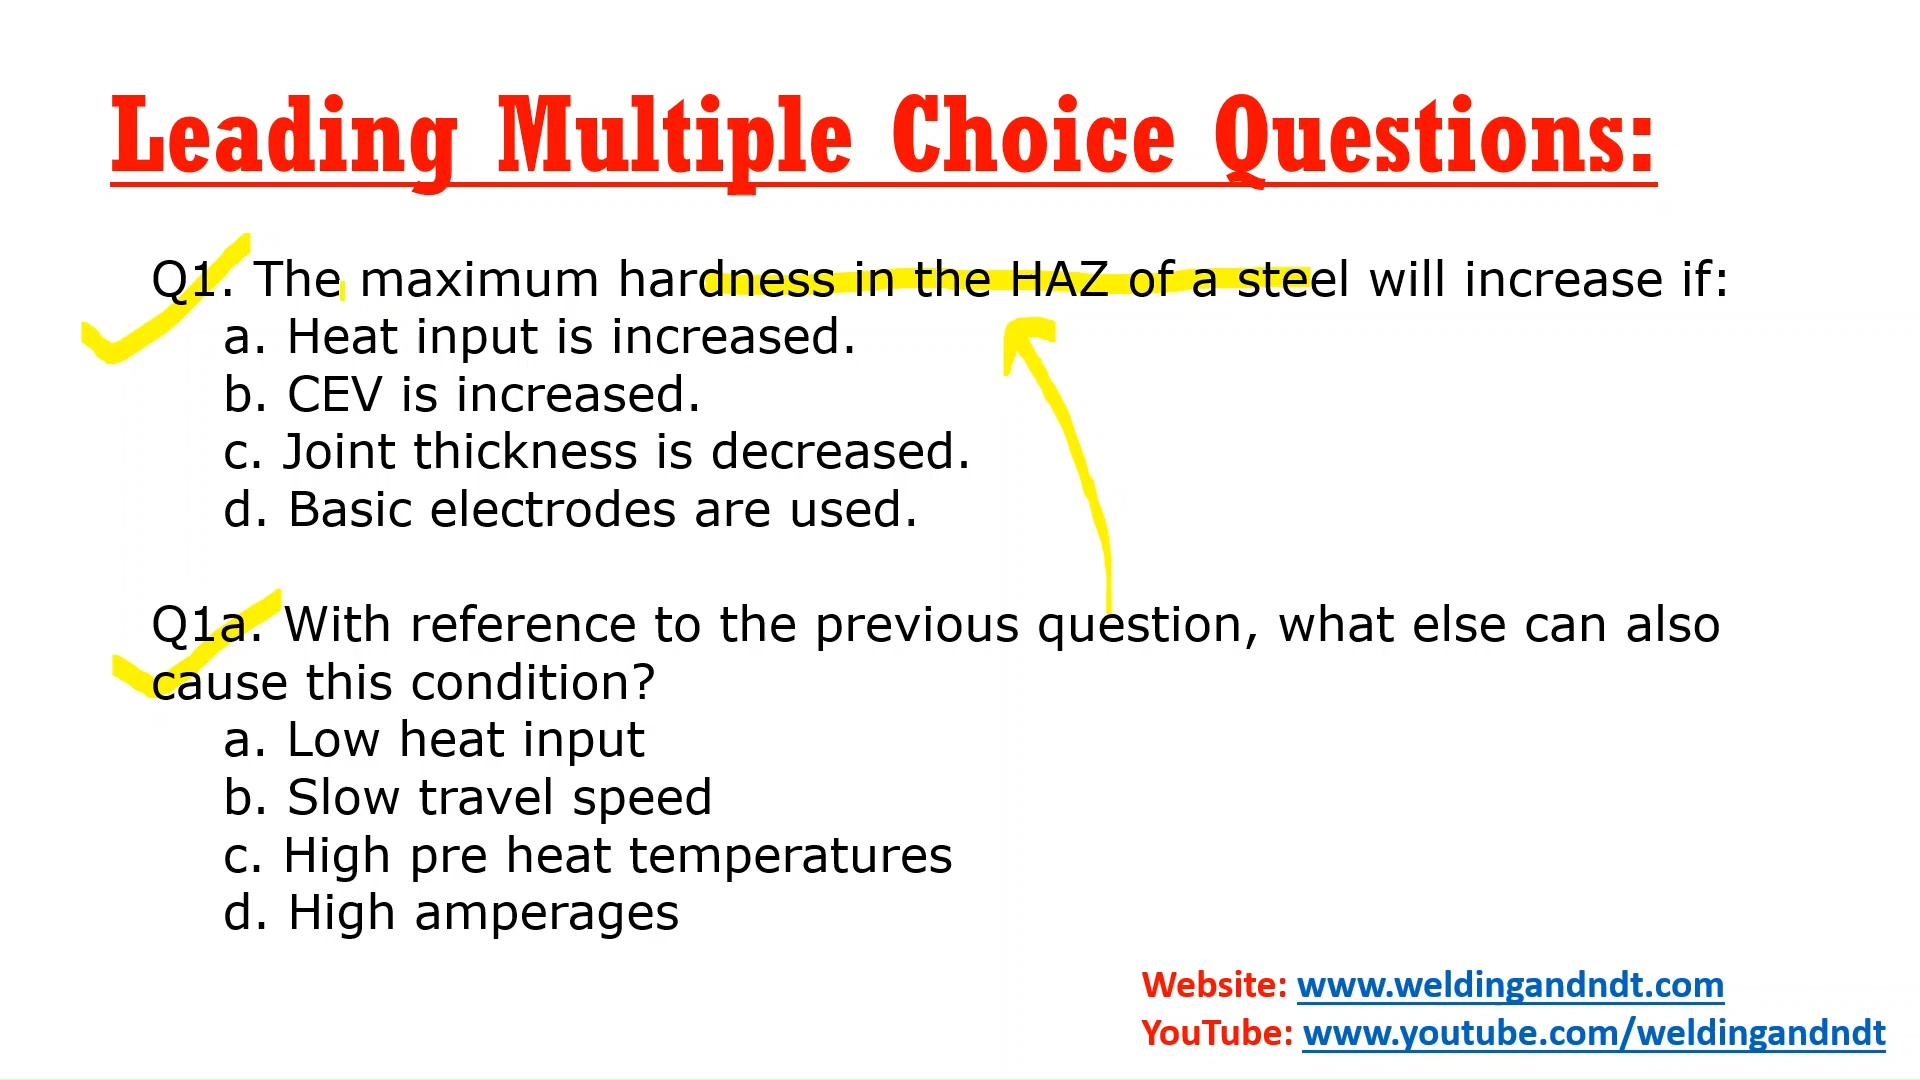 Leading Multiple Choice Questions:
Q1. The maximum hardness in the HAZ of a steel will increase if:
a. Heat input is increased.
b. CEV is increased.
c. Joint thickness is decreased.
d. Basic electrodes are used.
Q1a. With reference to the previous question, what else can also
cause this condition?
a. Low heat input
b. Slow travel speed
c. High pre heat temperatures
d. High amperages
Website: www.weldingandndt.com
YouTube: www.youtube.com/weldingandndt